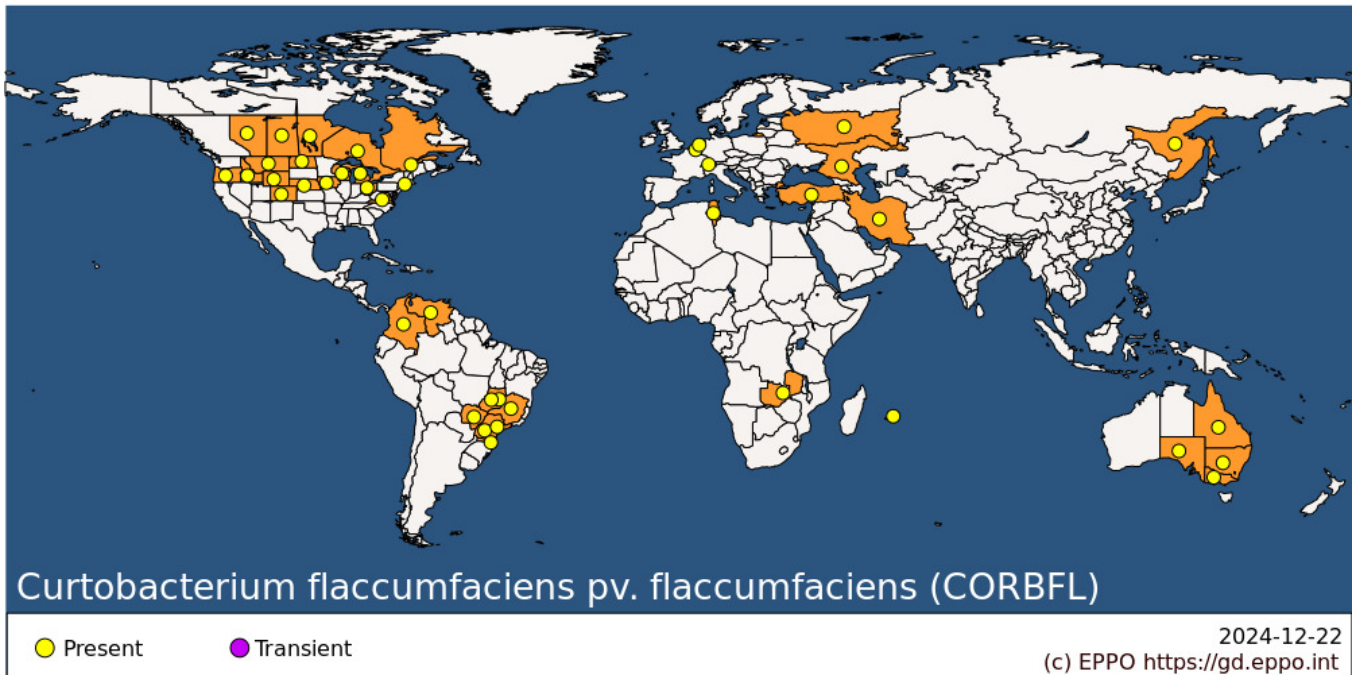 Curtobacterium flaccumfaciens pv. flaccumfaciens (CORBFL)
Present
Transient
2024-12-22
(c) EPPO https://gd.eppo.int